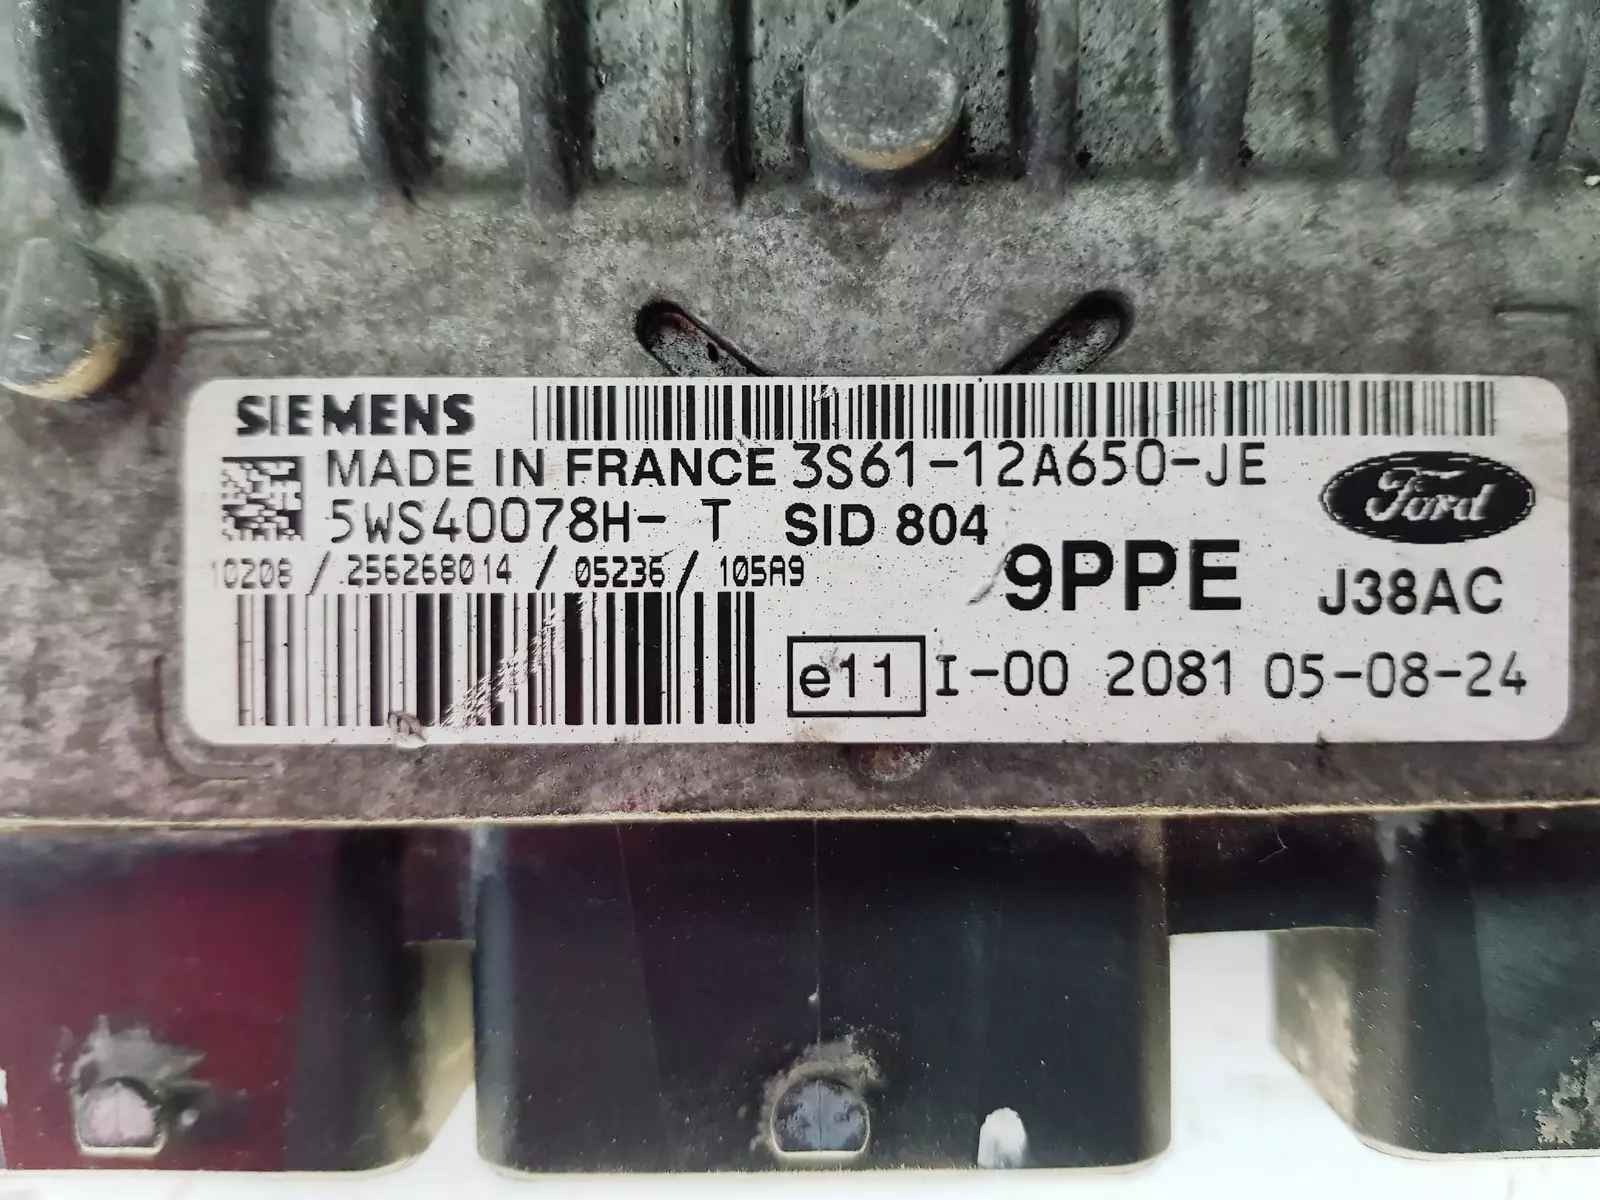 SIEMENS
MADE IN FRANCE 3S61-12A650-JE
Ford
5WS40078H- T SID 804
10208 / 256268014 / 05236 / 105A9
9PPE J38AC
e11 I-00 2081 05-08-24